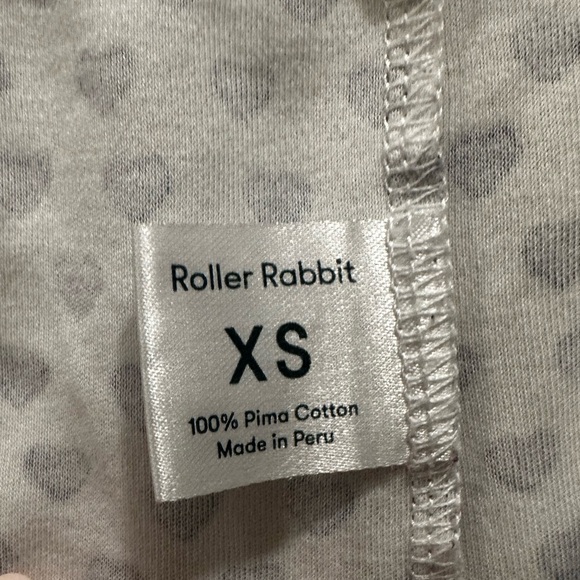 Roller Rabbit
XS
100% Pima Cotton
Made in Peru